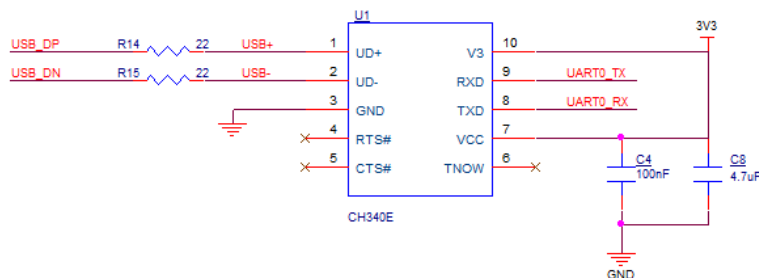 U1
3V3
USB_DP R14 22 USB+ 1 UD+ V3 10
USB_DN R15 22 USB- 2 UD- RXD 9 UART0_TX
3 GND TXD 8 UART0_RX
4 RTS# VCC 7
5 CTS# TNOW 6
C4
100nF
C8
4.7uF
CH340E
GND